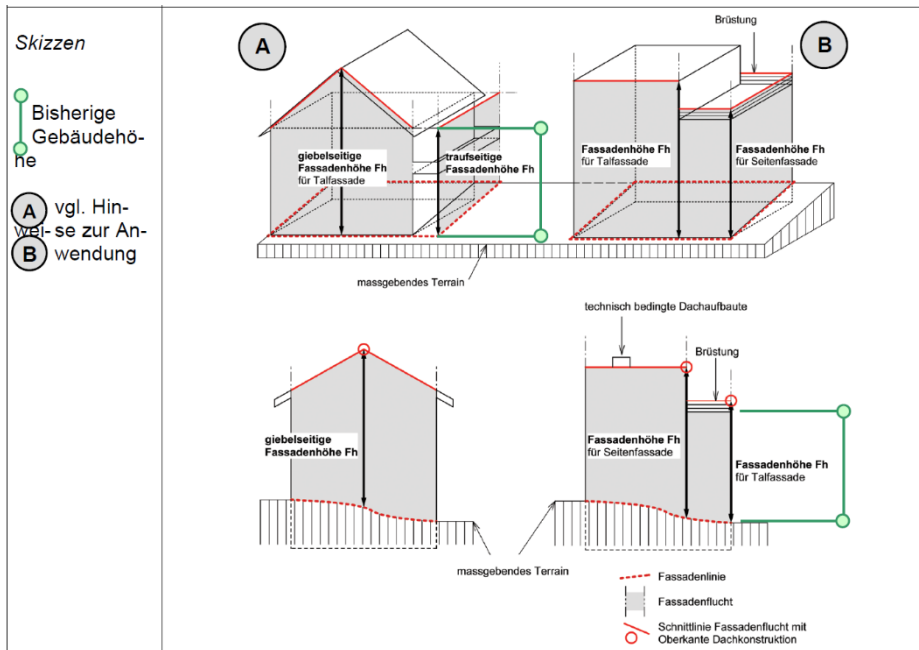 Skizzen
Bisherige
Gebäudehö-
he
A vgl. Hin-
wei- se zur An-
B wendung
A
Brüstung
B
giebelseitige
Fassadenhöhe Fh
für Talfassade
traufseitige
Fassadenhöhe Fh
Fassadenhöhe Fh
für Talfassade
Fassadenhöhe Fh
für Seitenfassade
massgebendes Terrain
technisch bedingte Dachaufbaute
Brüstung
giebelseitige
Fassadenhöhe Fh
Fassadenhöhe Fh
für Seitenfassade
Fassadenhöhe Fh
für Talfassade
massgebendes Terrain
Fassadenlinie
Fassadenflucht
Schnittlinie Fassadenflucht mit
Oberkante Dachkonstruktion